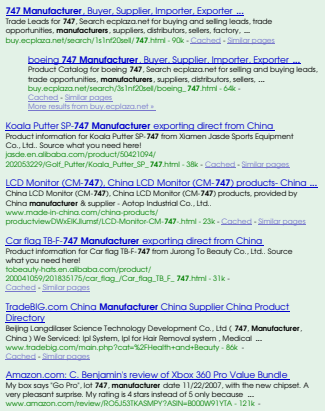 747 Manufacturer, Buyer, Supplier, Importer, Exporter ...
Trade Leads for 747, Search ecplaza.net for buying and selling leads, trade
opportunities, manufacturers, suppliers, distributors, sellers, factory, ...
buy.ecplaza.net/search/1s1nf20sell/747.html - 90k - Cached - Similar pages
boeing 747 Manufacturer, Buyer, Supplier, Importer, Exporter ...
Product Catalog for boeing 747, Search ecplaza.net for selling and buying leads,
trade opportunities, manufacturers, suppliers, distributors, sellers, ...
buy.ecplaza.net/search/3s1nf20sell/boeing_747.html - 64k -
Cached - Similar pages
More results from buy.ecplaza.net »
Koala Putter SP-747 Manufacturer exporting direct from China
Product information for Koala Putter SP-747 from Xiamen Jasde Sports Equipment
Co., Ltd.. Source what you need here!
jasde.en.alibaba.com/product/50421094/
202053229/Golf_Putter/Koala_Putter_SP_747.html - 38k - Cached - Similar pages
LCD Monitor (CM-747), China LCD Monitor (CM-747) products- China ...
China LCD Monitor (CM-747), China LCD Monitor (CM-747) products, provided by
China manufacturer & supplier - Aotop Industrial Co., Ltd..
www.made-in-china.com/china-products/
productviewDWxEIKJlumsf/LCD-Monitor-CM-747-.html - 23k - Cached - Similar pages
Car flag TB-F-747 Manufacturer exporting direct from China
Product information for Car flag TB-F-747 from Jurong To Beauty Co., Ltd.. Source
what you need here!
tobeauty-hats.en.alibaba.com/product/
200041059/201835175/car_flag_/Car_flag_TB_F_747.html - 31k -
Cached - Similar pages
TradeBIG.com China Manufacturer China Supplier China Product
Directory
Beijing Langdilaser Science Technology Development Co., Ltd ( 747, Manufacturer,
China ) We Serviced: Ipl System, Ipl for Hair Removal system , Medical ...
www.tradebig.com/main.php?cat=%2FHealth+and+Beauty - 86k -
Cached - Similar pages
Amazon.com: C. Benjamin's review of Xbox 360 Pro Value Bundle
My box says "Go Pro", lot 747, manufacturer date 11/22/2007, with the new chipset. A
very pleasant surprise. My rating is 4 stars instead of 5 only because ...
www.amazon.com/review/RO5J53TKASMPY?ASIN=B000W91YTA - 121k -